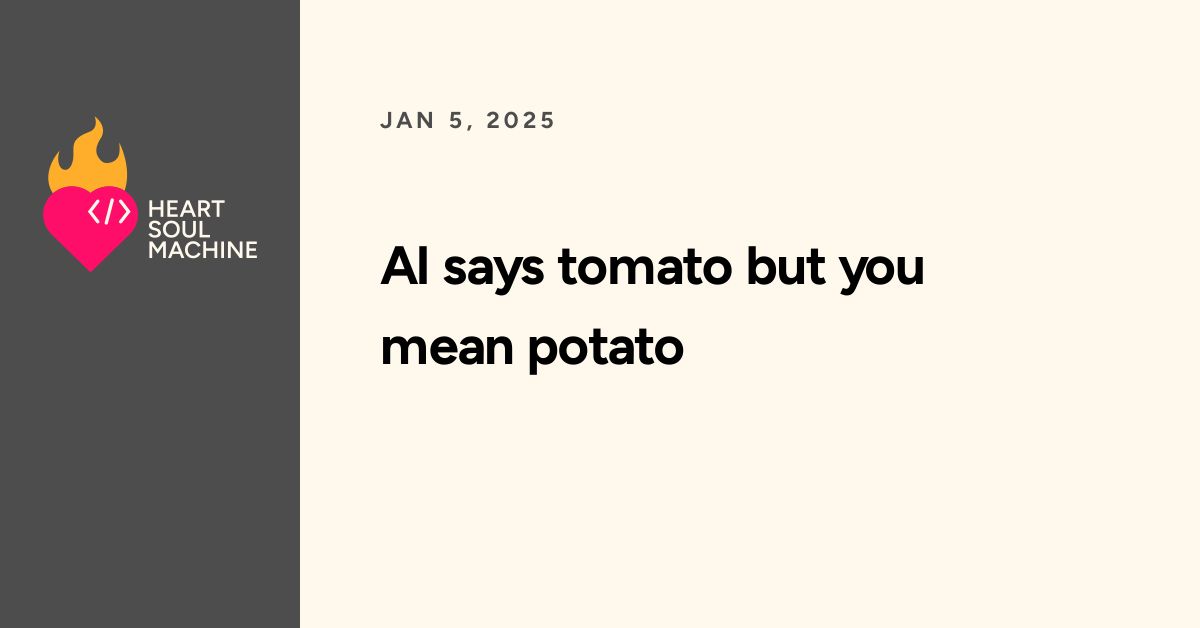 HEART
SOUL
MACHINE
JAN 5, 2025
AI says tomato but you
mean potato